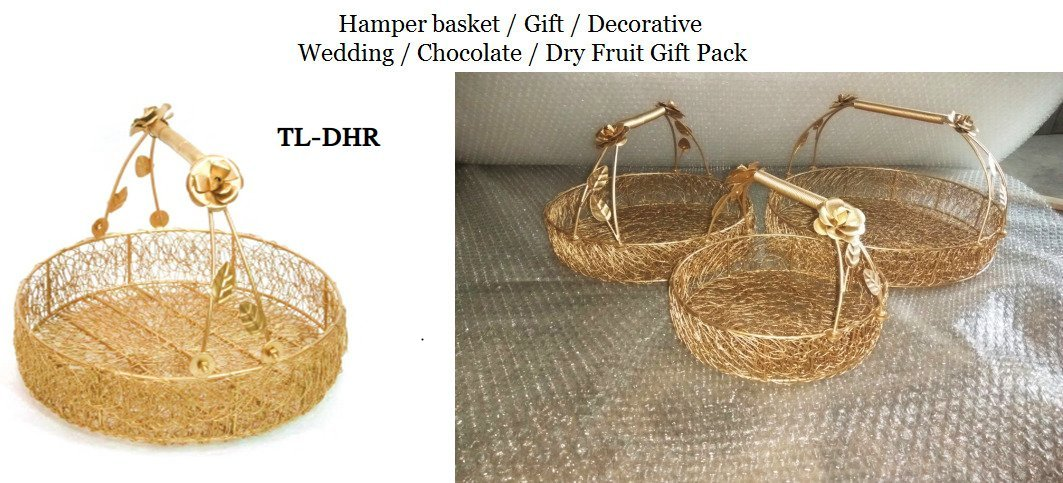 Hamper basket / Gift / Decorative
Wedding / Chocolate / Dry Fruit Gift Pack
TL-DHR